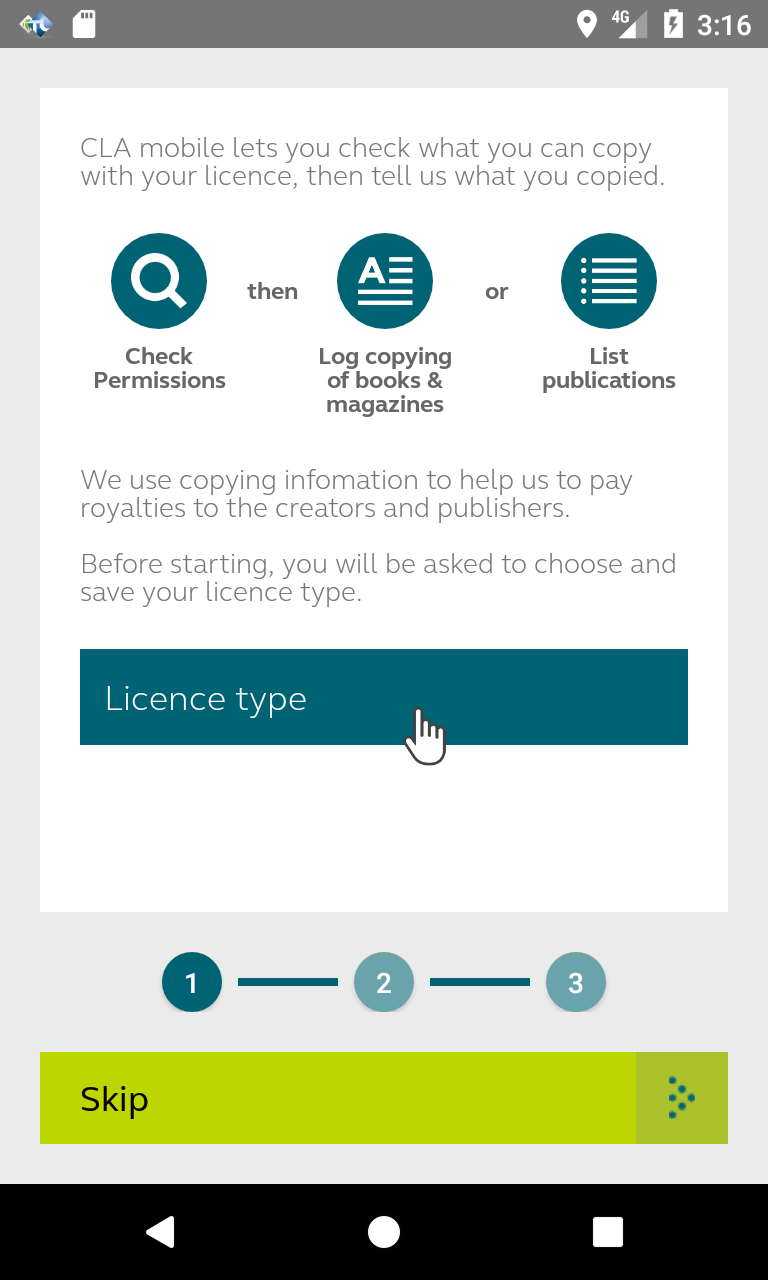 4G 3:16
CLA mobile lets you check what you can copy
with your licence, then tell us what you copied.
then
or
Check
Permissions
Log copying
of books &
magazines
List
publications
We use copying infomation to help us to pay
royalties to the creators and publishers.
Before starting, you will be asked to choose and
save your licence type.
Licence type
1 2 3
Skip